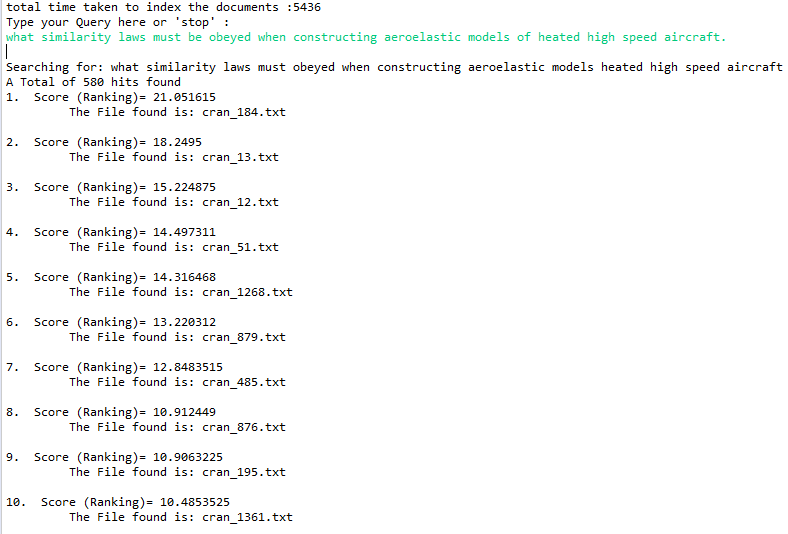 total time taken to index the documents :5436
Type your Query here or 'stop' :
what similarity laws must be obeyed when constructing aeroelastic models of heated high speed aircraft.
Searching for: what similarity laws must obeyed when constructing aeroelastic models heated high speed aircraft
A Total of 580 hits found
1. Score (Ranking)= 21.051615
The File found is: cran_184.txt
2. Score (Ranking)= 18.2495
The File found is: cran_13.txt
3. Score (Ranking)= 15.224875
The File found is: cran_12.txt
4. Score (Ranking)= 14.497311
The File found is: cran_51.txt
5. Score (Ranking)= 14.316468
The File found is: cran_1268.txt
6. Score (Ranking)= 13.220312
The File found is: cran_879.txt
7. Score (Ranking)= 12.8483515
The File found is: cran_485.txt
8. Score (Ranking)= 10.912449
The File found is: cran_876.txt
9. Score (Ranking)= 10.9063225
The File found is: cran_195.txt
10. Score (Ranking)= 10.4853525
The File found is: cran_1361.txt